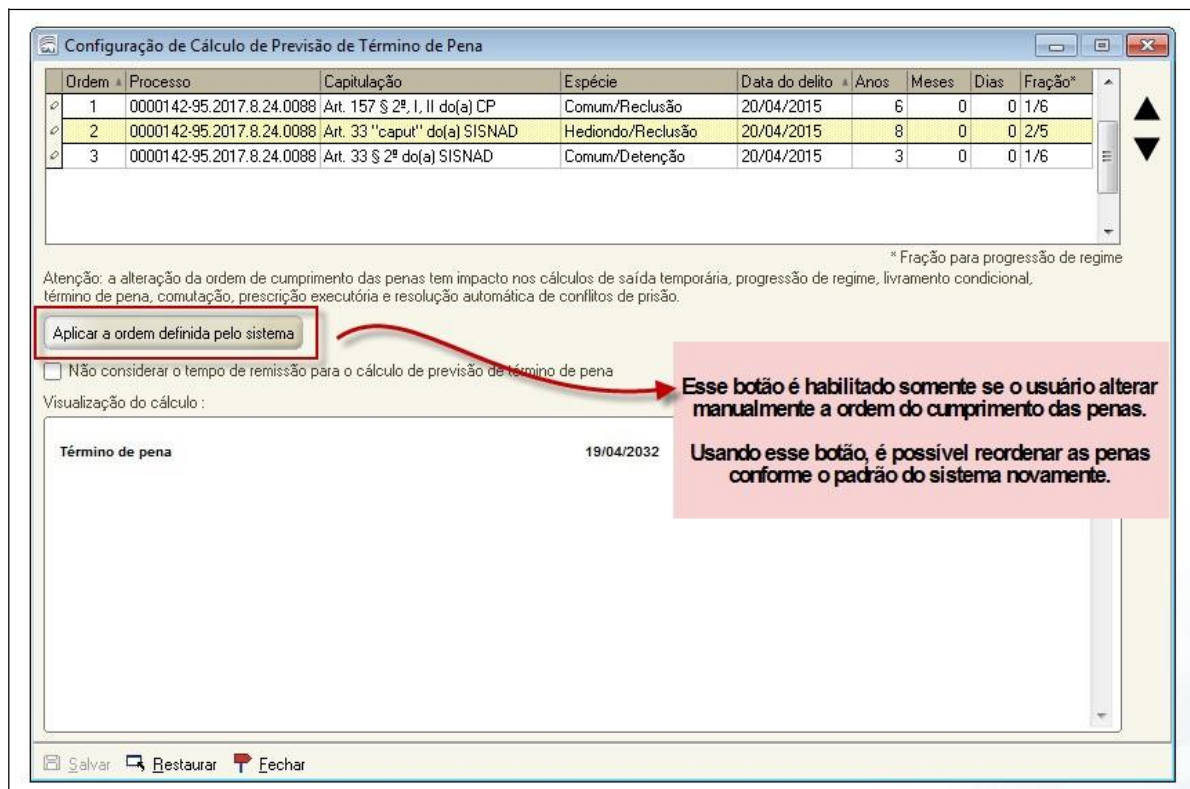 Configuração de Cálculo de Previsão de Término de Pena
Ordem Processo Capitulação Espécie Data do delito Anos Meses Dias Fração*
1 0000142-95.2017.8.24.0088 Art. 157 § 2º, I, II do(a) CP Comum/Reclusão 20/04/2015 6 0 0 1/6
2 0000142-95.2017.8.24.0088 Art. 33 "caput" do(a) SISNAD Hediondo/Reclusão 20/04/2015 8 0 0 2/5
3 0000142-95.2017.8.24.0088 Art. 33 § 2º do(a) SISNAD Comum/Detenção 20/04/2015 3 0 0 1/6
* Fração para progressão de regime
Atenção: a alteração da ordem de cumprimento das penas tem impacto nos cálculos de saída temporária, progressão de regime, livramento condicional,
término de pena, comutação, prescrição executória e resolução automática de conflitos de prisão.
Aplicar a ordem definida pelo sistema
Não considerar o tempo de remissão para o cálculo de previsão de término de pena
Visualização do cálculo :
Término de pena 19/04/2032
Esse botão é habilitado somente se o usuário alterar
manualmente a ordem do cumprimento das penas.
Usando esse botão, é possível reordenar as penas
conforme o padrão do sistema novamente.
Salvar Restaurar Fechar